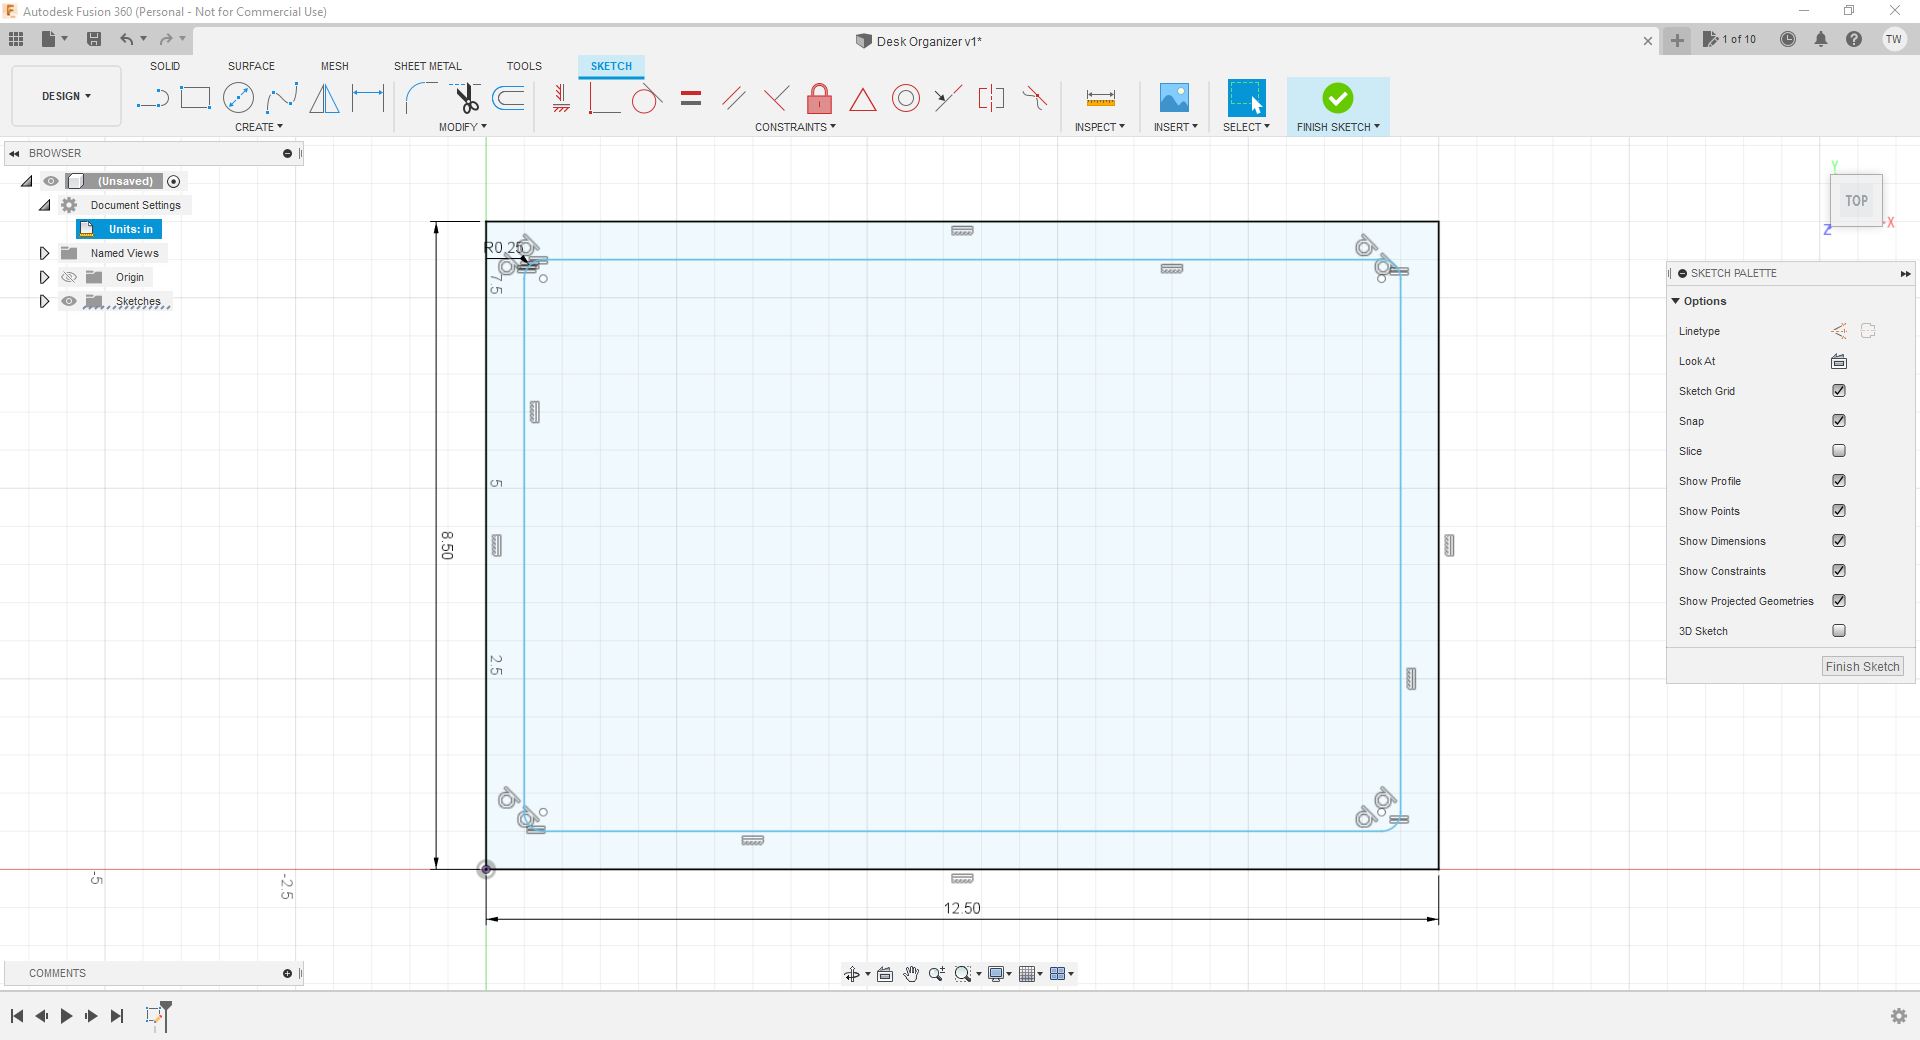 Autodesk Fusion 360 (Personal - Not for Commercial Use)
Desk Organizer v1*
1 of 10
TW
SOLID
SURFACE
MESH
SHEET METAL
TOOLS
SKETCH
DESIGN
CREATE
MODIFY
CONSTRAINTS
INSPECT
INSERT
SELECT
FINISH SKETCH
BROWSER
(Unsaved)
Document Settings
Units: in
Named Views
Origin
Sketches
Y
TOP
X
Z
R0.25
7.5
5
8.50
2.5
-5
-2.5
12.50
SKETCH PALETTE
Options
Linetype
Look At
Sketch Grid
Snap
Slice
Show Profile
Show Points
Show Dimensions
Show Constraints
Show Projected Geometries
3D Sketch
Finish Sketch
COMMENTS